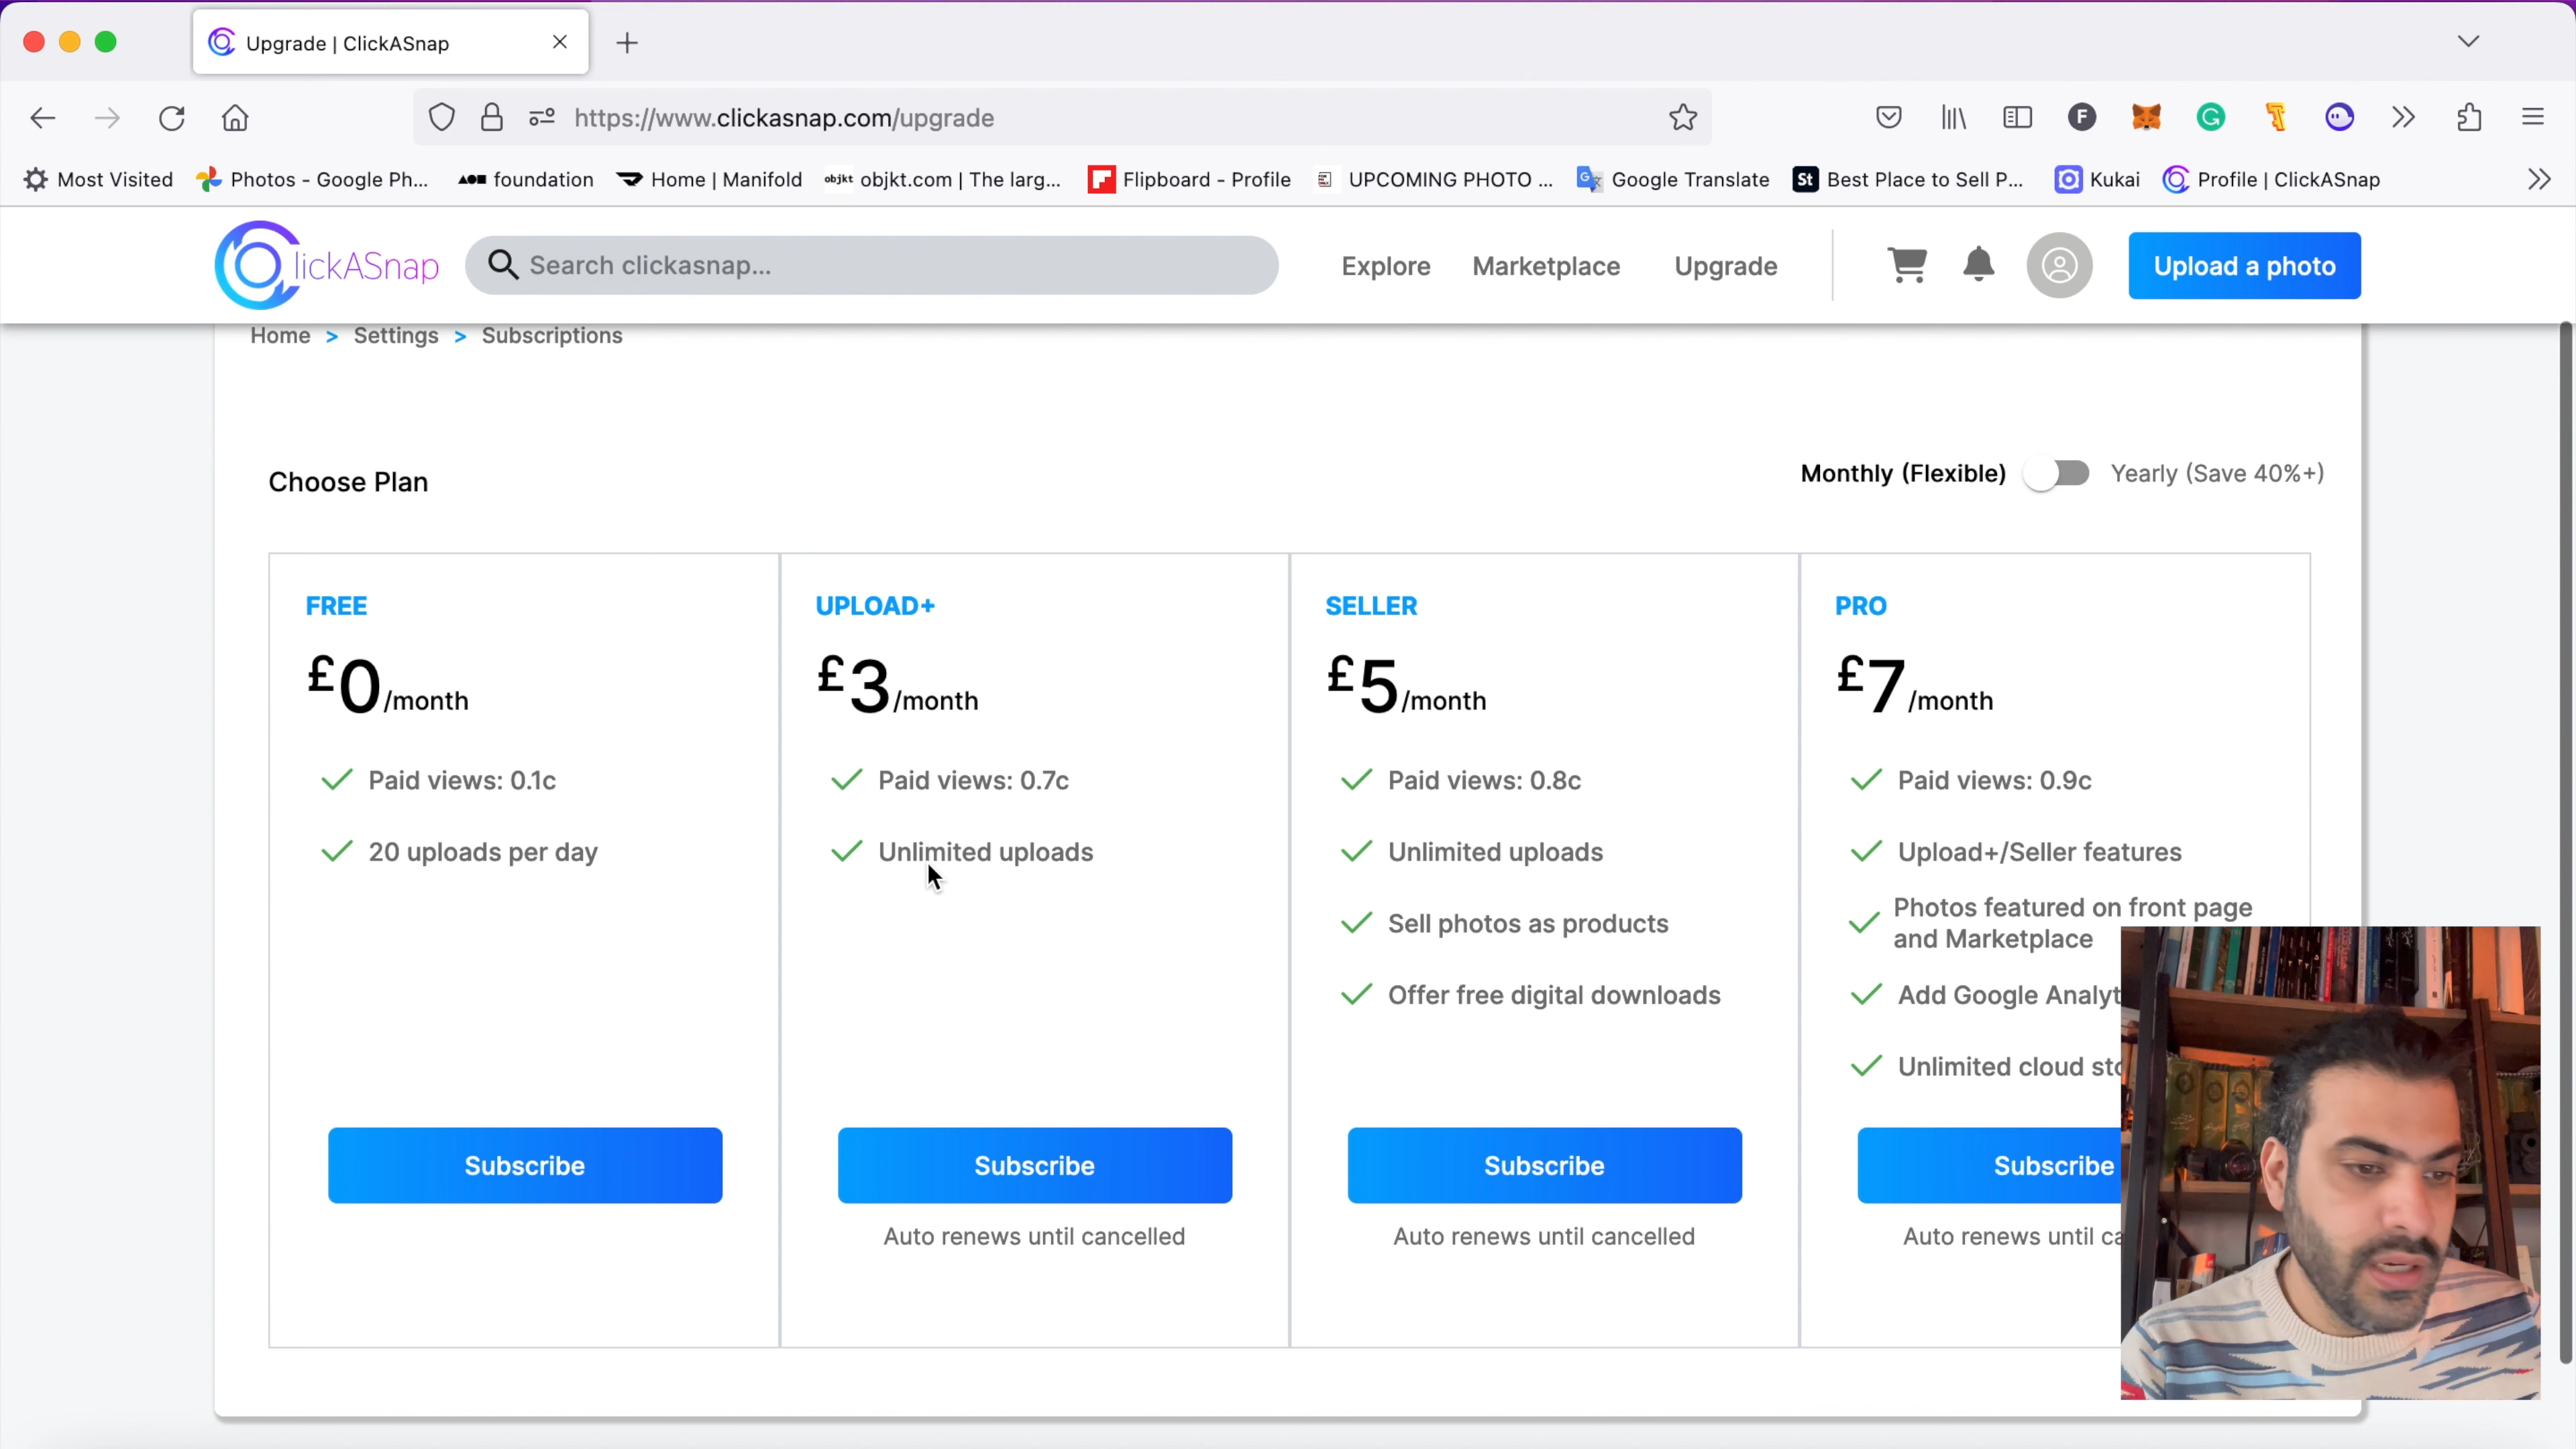 Upgrade | ClickASnap
https://www.clickasnap.com/upgrade
Most Visited
Photos - Google Ph...
foundation
Home | Manifold
objkt objkt.com | The larg...
Flipboard - Profile
UPCOMING PHOTO ...
Google Translate
St Best Place to Sell P...
Kukai
Profile | ClickASnap
lickASnap
Search clickasnap...
Explore
Marketplace
Upgrade
Upload a photo
Home > Settings > Subscriptions
Choose Plan
Monthly (Flexible)
Yearly (Save 40%+)
FREE
£0/month
Paid views: 0.1c
20 uploads per day
Subscribe
UPLOAD+
£3/month
Paid views: 0.7c
Unlimited uploads
Subscribe
Auto renews until cancelled
SELLER
£5/month
Paid views: 0.8c
Unlimited uploads
Sell photos as products
Offer free digital downloads
Subscribe
Auto renews until cancelled
PRO
£7/month
Paid views: 0.9c
Upload+/Seller features
Photos featured on front page
and Marketplace
Add Google Analyt
Unlimited cloud sto
Subscribe
Auto renews until ca